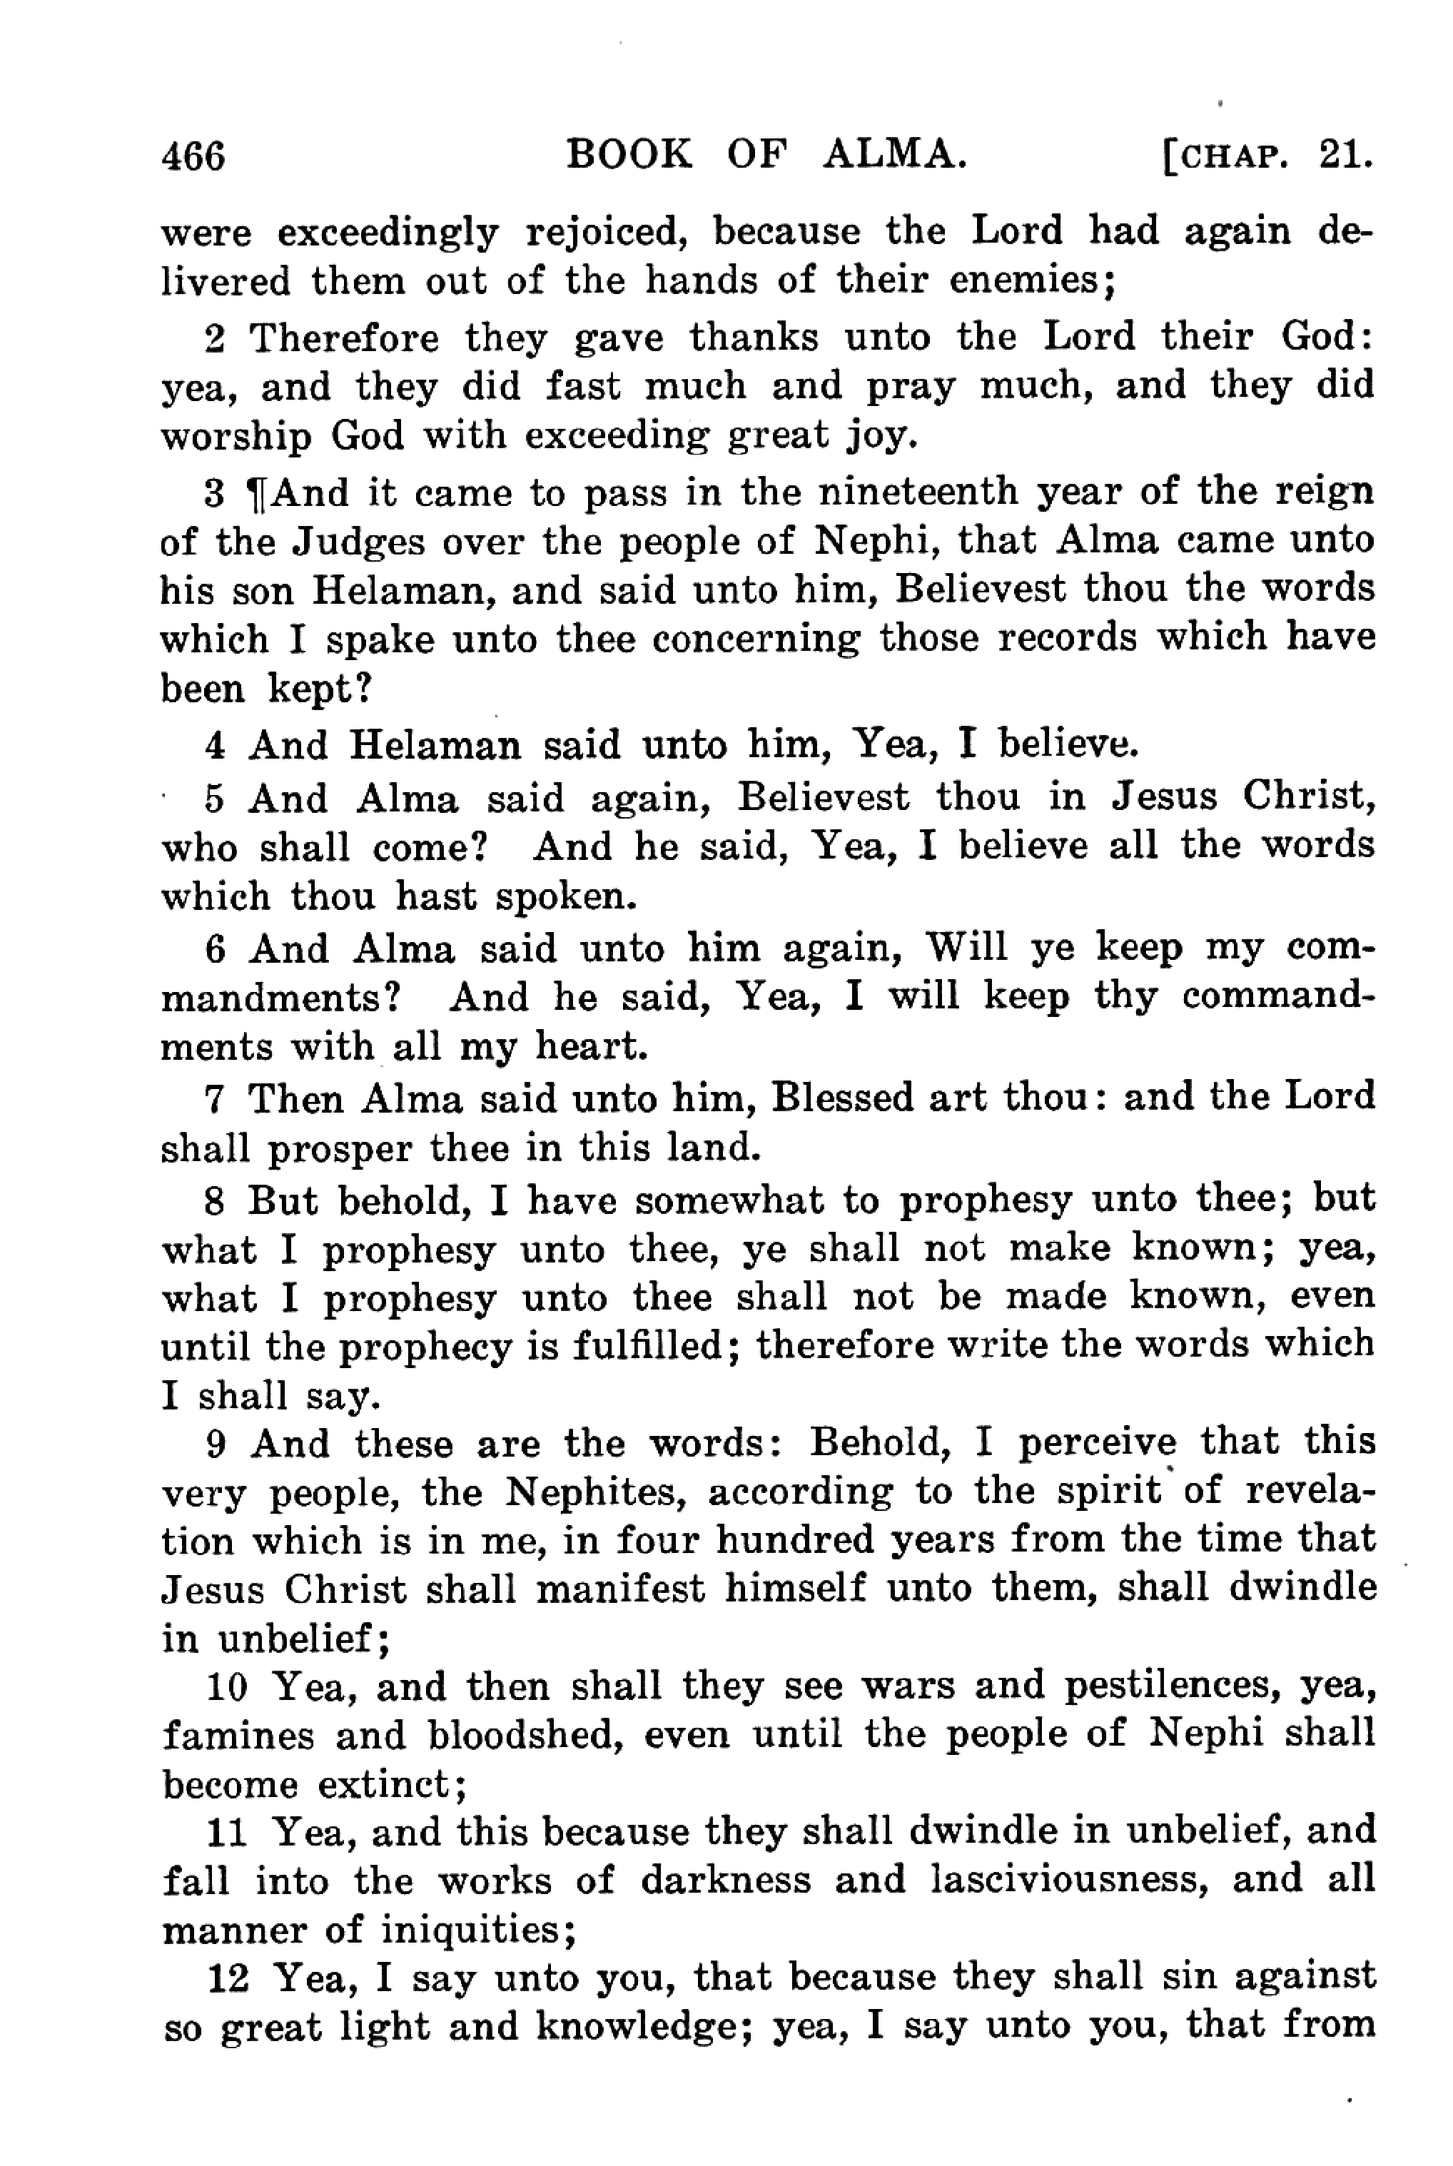 466 BOOK OF ALMA. [CHAP. 21.
were exceedingly rejoiced, because the Lord had again de-
livered them out of the hands of their enemies;
2 Therefore they gave thanks unto the Lord their God:
yea, and they did fast much and pray much, and they did
worship God with exceeding great joy.
3 ¶And it came to pass in the nineteenth year of the reign
of the Judges over the people of Nephi, that Alma came unto
his son Helaman, and said unto him, Believest thou the words
which I spake unto thee concerning those records which have
been kept?
4 And Helaman said unto him, Yea, I believe.
5 And Alma said again, Believest thou in Jesus Christ,
who shall come? And he said, Yea, I believe all the words
which thou hast spoken.
6 And Alma said unto him again, Will ye keep my com-
mandments? And he said, Yea, I will keep thy command-
ments with all my heart.
7 Then Alma said unto him, Blessed art thou: and the Lord
shall prosper thee in this land.
8 But behold, I have somewhat to prophesy unto thee; but
what I prophesy unto thee, ye shall not make known; yea,
what I prophesy unto thee shall not be made known, even
until the prophecy is fulfilled; therefore write the words which
I shall say.
9 And these are the words: Behold, I perceive that this
very people, the Nephites, according to the spirit of revela-
tion which is in me, in four hundred years from the time that
Jesus Christ shall manifest himself unto them, shall dwindle
in unbelief;
10 Yea, and then shall they see wars and pestilences, yea,
famines and bloodshed, even until the people of Nephi shall
become extinct;
11 Yea, and this because they shall dwindle in unbelief, and
fall into the works of darkness and lasciviousness, and all
manner of iniquities;
12 Yea, I say unto you, that because they shall sin against
so great light and knowledge; yea, I say unto you, that from